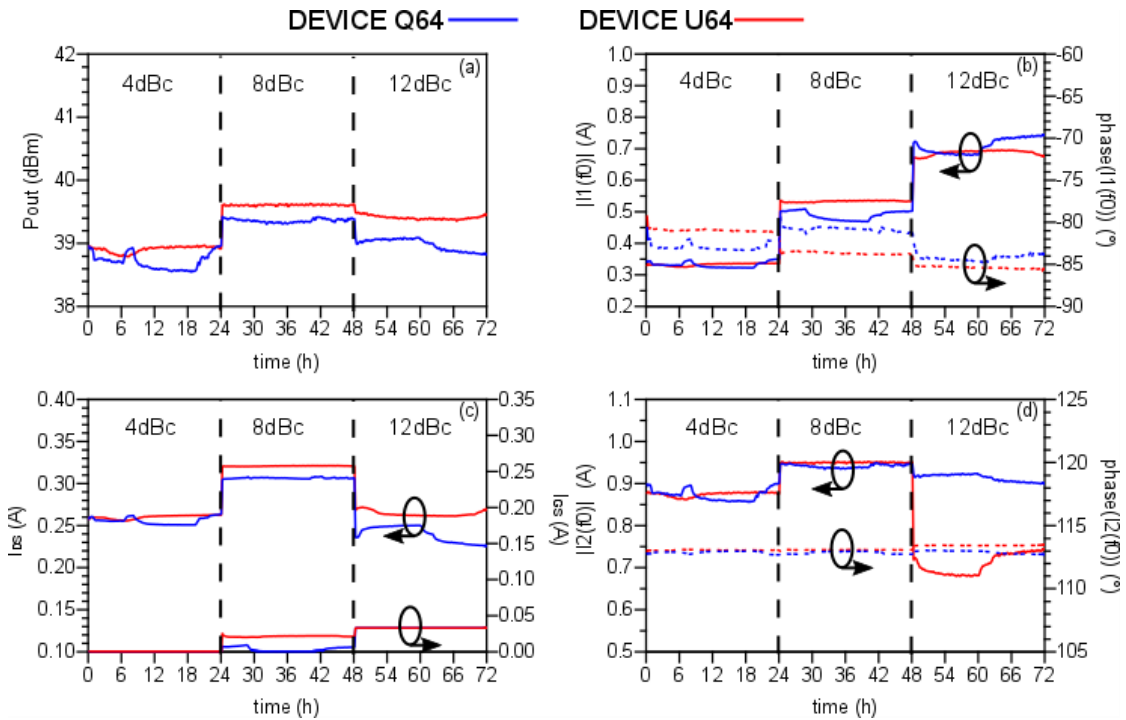 DEVICE Q64 DEVICE U64
(a)
4dBc 8dBc 12dBc
Pout (dBm)
42
41
40
39
38
0 6 12 18 24 30 36 42 48 54 60 66 72
time (h)
(b)
4dBc 8dBc 12dBc
|I1(f0)| (A)
1.0
0.9
0.8
0.7
0.6
0.5
0.4
0.3
0.2
phase(I1(f0)) (°)
-60
-65
-70
-75
-80
-85
-90
0 6 12 18 24 30 36 42 48 54 60 66 72
time (h)
(c)
4dBc 8dBc 12dBc
IDS (A)
0.40
0.35
0.30
0.25
0.20
0.15
0.10
IGS (A)
0.35
0.30
0.25
0.20
0.15
0.10
0.05
0.00
0 6 12 18 24 30 36 42 48 54 60 66 72
time (h)
(d)
4dBc 8dBc 12dBc
|I2(f0)| (A)
1.1
1.0
0.9
0.8
0.7
0.6
0.5
phase(I2(f0)) (°)
125
120
115
111
105
0 6 12 18 24 30 36 42 48 54 60 66 72
time (h)